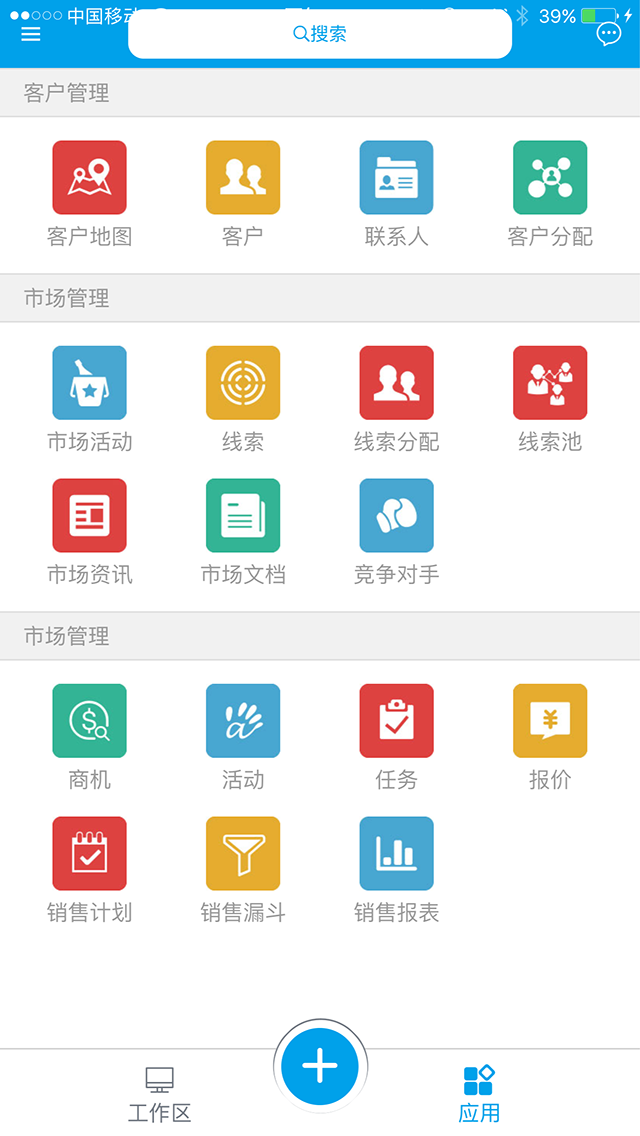 中国移动 39%
搜索
客户管理
客户地图 客户 联系人 客户分配
市场管理
市场活动 线索 线索分配 线索池
市场资讯 市场文档 竞争对手
市场管理
商机 活动 任务 报价
销售计划 销售漏斗 销售报表
工作区 应用